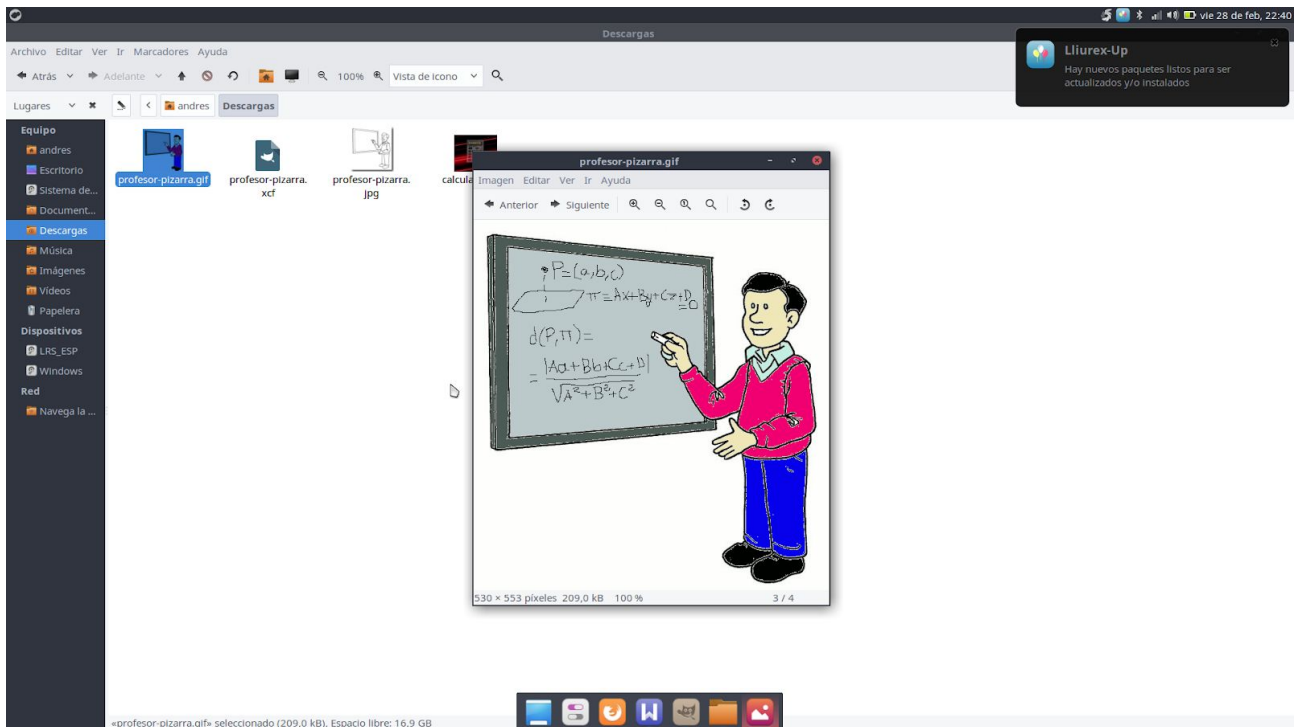 vie 28 de feb, 22:40
Descargas
Archivo Editar Ver Ir Marcadores Ayuda
Lliurex-Up
Hay nuevos paquetes listos para ser
actualizados y/o instalados
Atrás Adelante 100% Vista de icono
Lugares andres Descargas
Equipo
andres
Escritorio
Sistema de...
Document...
Descargas
Música
Imágenes
Vídeos
Papelera
Dispositivos
LRS_ESP
Windows
Red
Navega la ...
profesor-pizarra.gif
profesor-pizarra.
xcf
profesor-pizarra.
jpg
calcula
profesor-pizarra.gif
Imagen Editar Ver Ir Ayuda
Anterior Siguiente
P=(a,b,c)
π≡Ax+By+Cz+D
=0
d(P,π)=
= |Aa+Bb+Cc+D|
√A²+B²+C²
530 × 553 píxeles 209,0 kB 100 % 3 / 4
«profesor-pizarra.gif» seleccionado (209,0 kB), Espacio libre: 16,9 GB